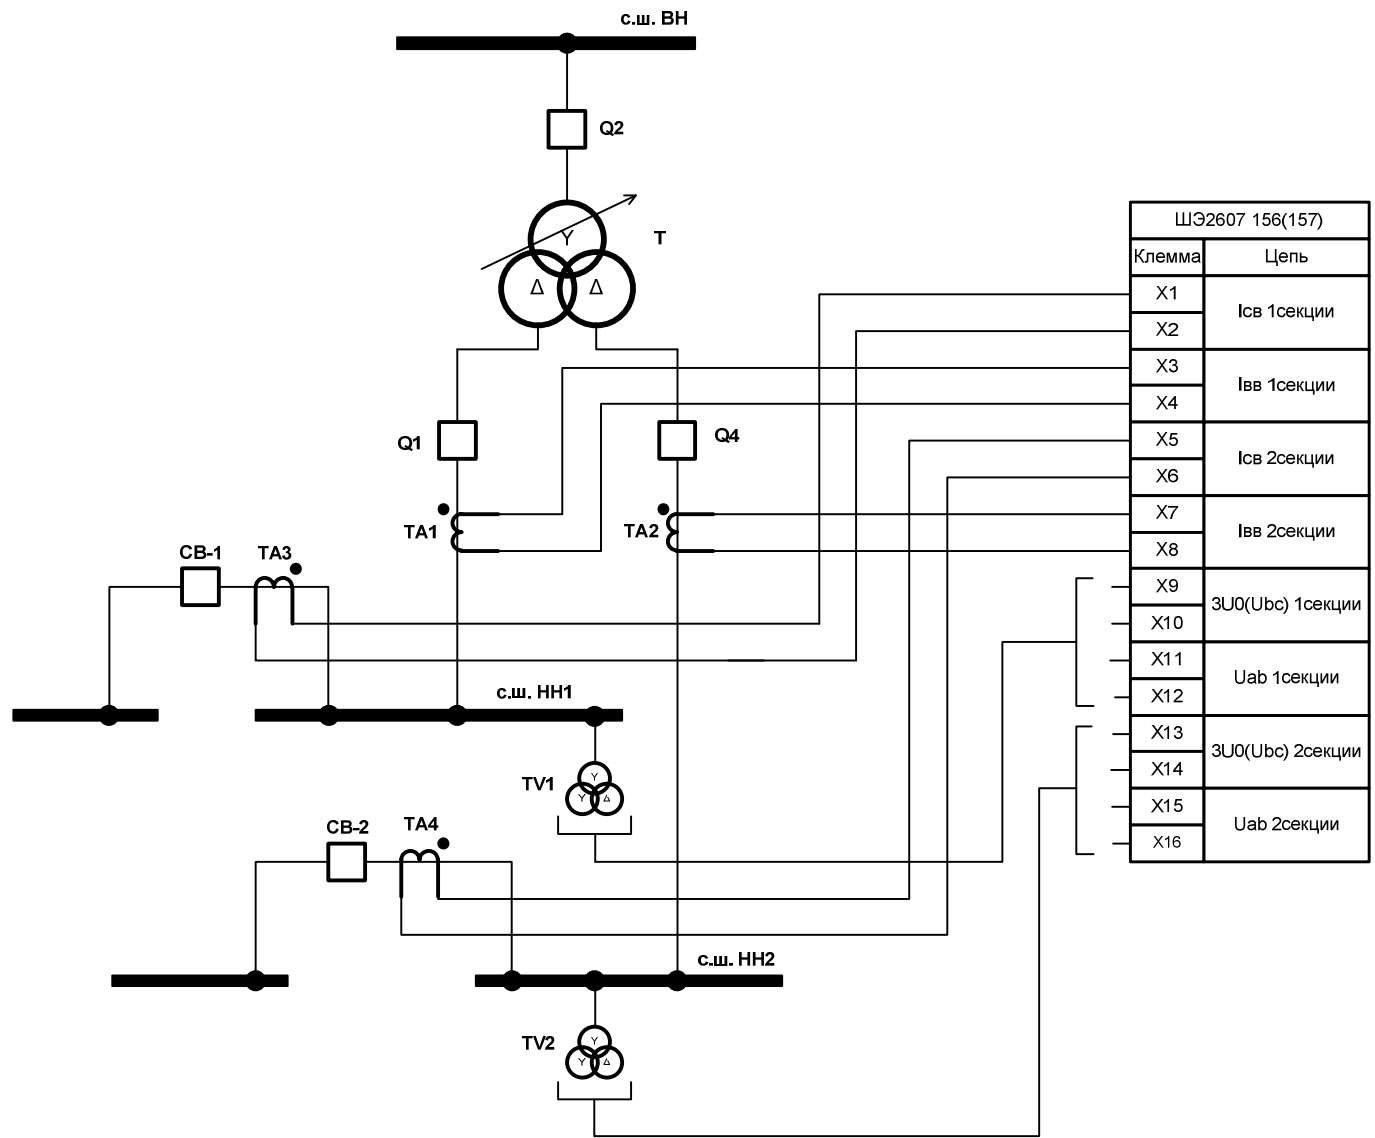 с.ш. ВН
Q2
Y
T
Δ Δ
Q1
Q4
TA1
TA2
СВ-1
TA3
с.ш. НН1
TV1
Y
Y Δ
СВ-2
TA4
с.ш. НН2
TV2
Y
Y Δ
ШЭ2607 156(157)
Клемма Цепь
X1
Iсв 1секции
X2
X3
Iвв 1секции
X4
X5
Iсв 2секции
X6
X7
Iвв 2секции
X8
X9
3U0(Ubc) 1секции
X10
X11
Uab 1секции
X12
X13
3U0(Ubc) 2секции
X14
X15
Uab 2секции
X16